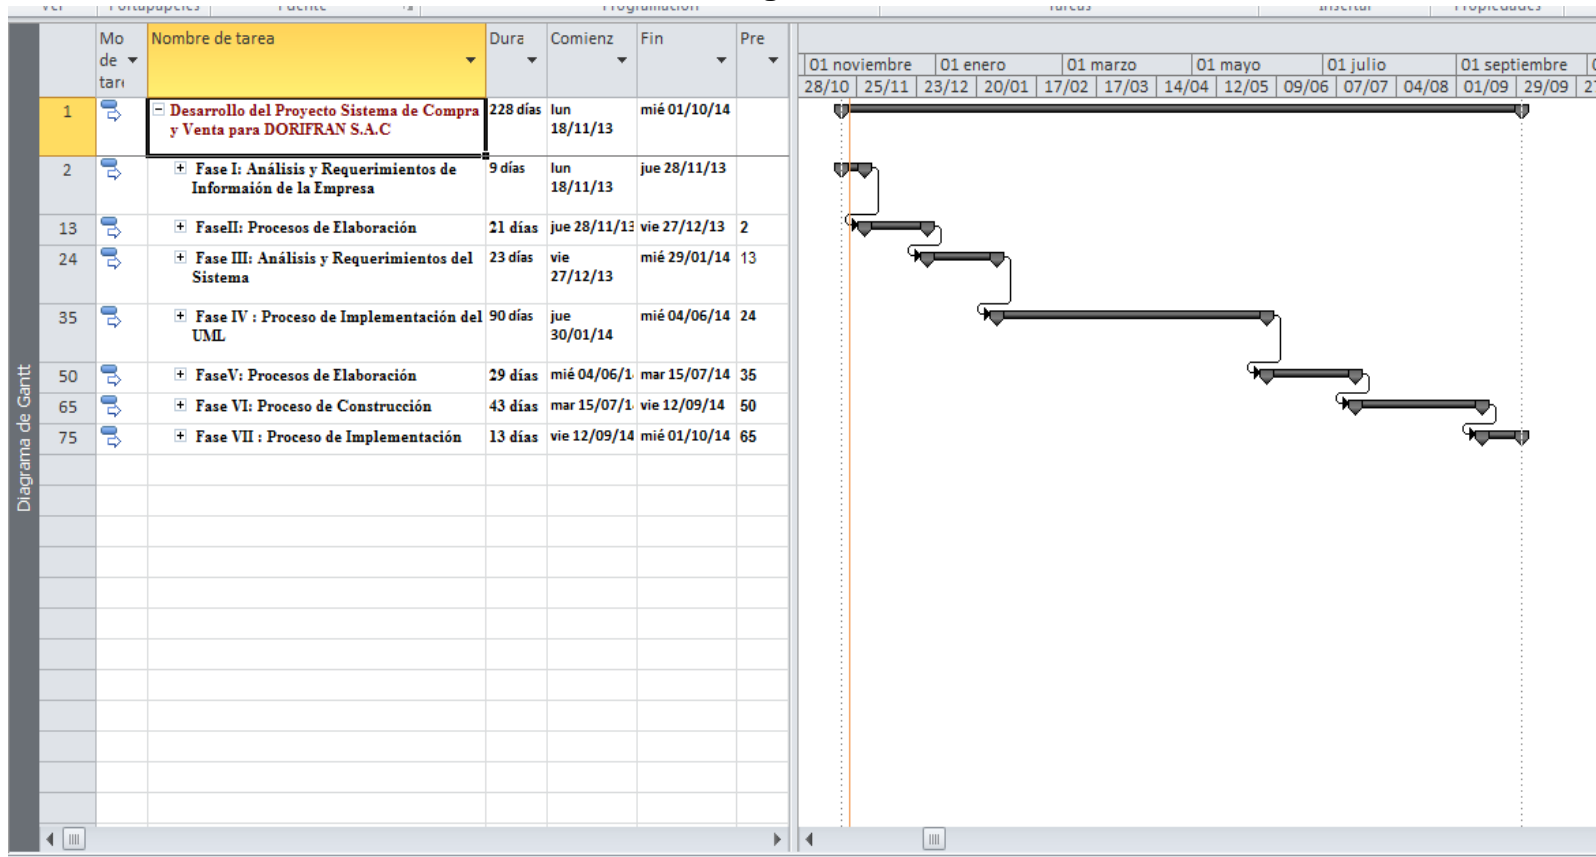 Mo
de
tare
Nombre de tarea
Dura
Comienz
Fin
Pre
01 noviembre 01 enero 01 marzo 01 mayo 01 julio 01 septiembre
28/10 25/11 23/12 20/01 17/02 17/03 14/04 12/05 09/06 07/07 04/08 01/09 29/09
1 Desarrollo del Proyecto Sistema de Compra 228 días lun mié 01/10/14
y Venta para DORIFRAN S.A.C 18/11/13
2 Fase I: Análisis y Requerimientos de 9 días lun jue 28/11/13
Informaión de la Empresa 18/11/13
13 FaseII: Procesos de Elaboración 21 días jue 28/11/13 vie 27/12/13 2
24 Fase III: Análisis y Requerimientos del 23 días vie mié 29/01/14 13
Sistema 27/12/13
35 Fase IV : Proceso de Implementación del 90 días jue mié 04/06/14 24
UML 30/01/14
50 FaseV: Procesos de Elaboración 29 días mié 04/06/1 mar 15/07/14 35
65 Fase VI: Proceso de Construcción 43 días mar 15/07/1 vie 12/09/14 50
75 Fase VII : Proceso de Implementación 13 días vie 12/09/14 mié 01/10/14 65
Diagrama de Gantt